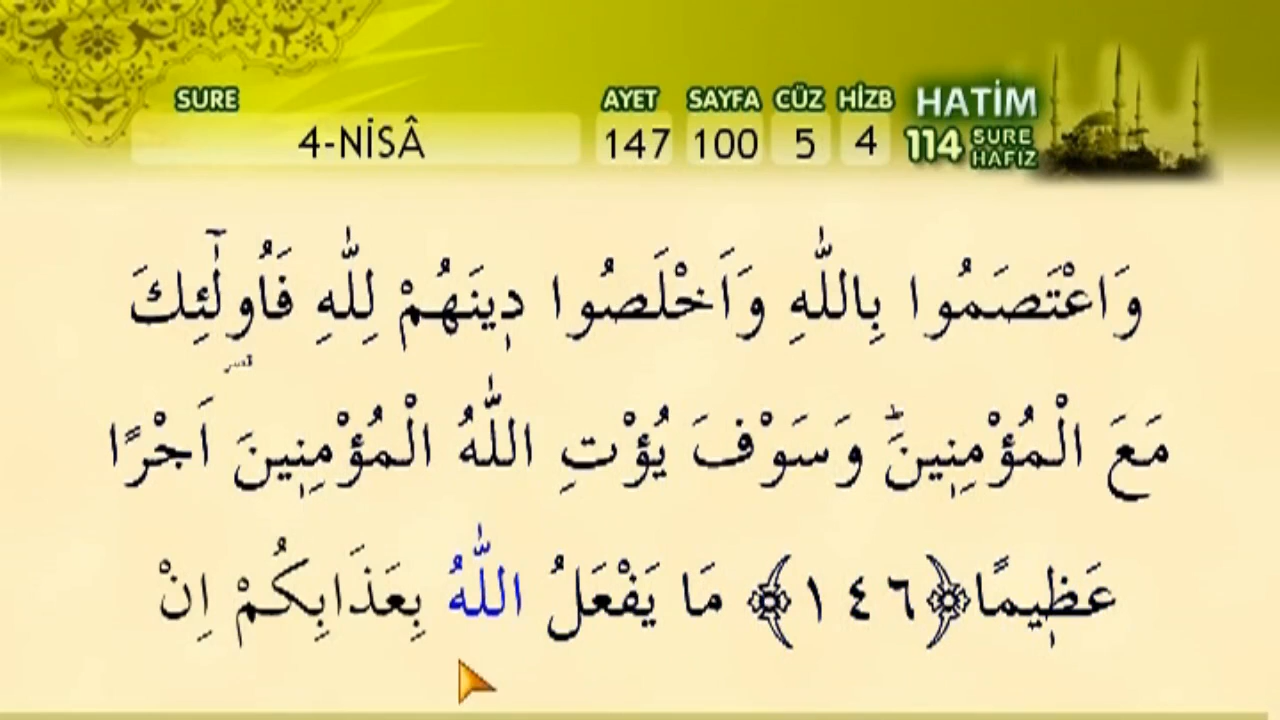 SURE AYET SAYFA CÜZ HİZB HATİM
4-NİSÂ 147 100 5 4 114 SURE HAFIZ
وَاعْتَصَمُوا بِاللّٰهِ وَاَخْلَصُوا د۪ينَهُمْ لِلّٰهِ فَاُو۬لٰٓئِكَ
مَعَ الْمُؤْمِن۪ينَۜ وَسَوْفَ يُؤْتِ اللّٰهُ الْمُؤْمِن۪ينَ اَجْرًا
عَظ۪يمًا ﴿١٤٦﴾ مَا يَفْعَلُ اللّٰهُ بِعَذَابِكُمْ اِنْ